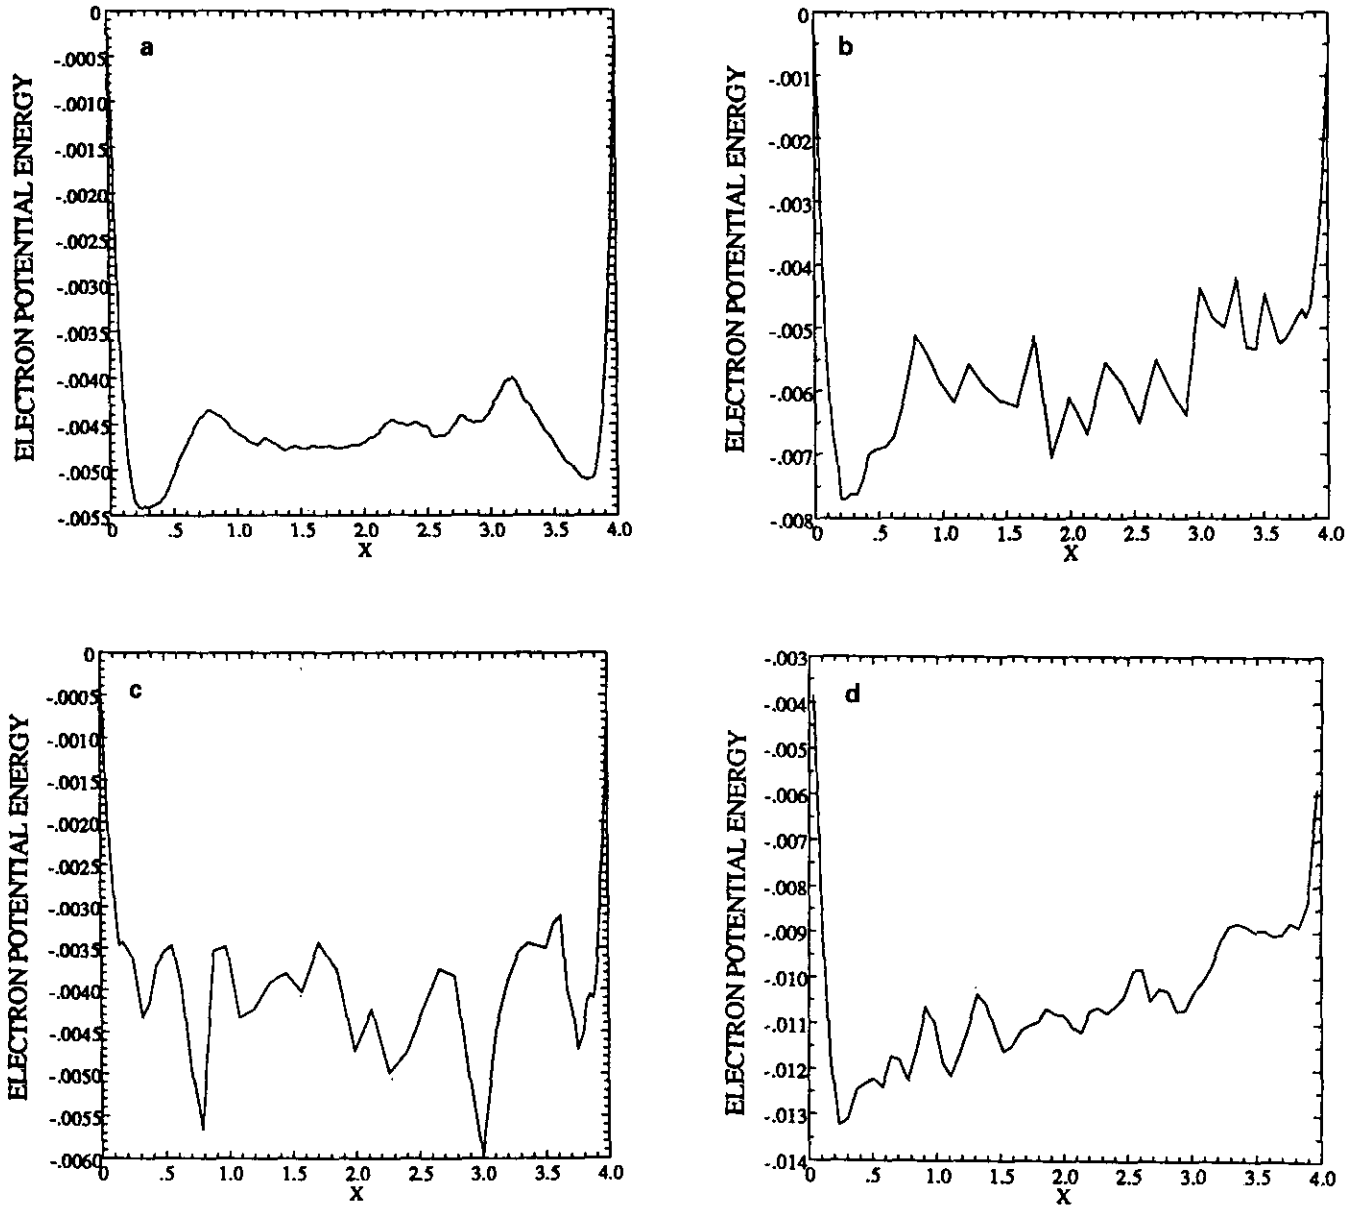 a
ELECTRON POTENTIAL ENERGY
0
-.0005
-.0010
-.0015
-.0020
-.0025
-.0030
-.0035
-.0040
-.0045
-.0050
-.0055
0 .5 1.0 1.5 2.0 2.5 3.0 3.5 4.0
X
b
ELECTRON POTENTIAL ENERGY
0
-.001
-.002
-.003
-.004
-.005
-.006
-.007
-.008
0 .5 1.0 1.5 2.0 2.5 3.0 3.5 4.0
X
c
ELECTRON POTENTIAL ENERGY
0
-.0005
-.0010
-.0015
-.0020
-.0025
-.0030
-.0035
-.0040
-.0045
-.0050
-.0055
-.0060
0 .5 1.0 1.5 2.0 2.5 3.0 3.5 4.0
X
d
ELECTRON POTENTIAL ENERGY
-.003
-.004
-.005
-.006
-.007
-.008
-.009
-.010
-.011
-.012
-.013
-.014
0 .5 1.0 1.5 2.0 2.5 3.0 3.5 4.0
X